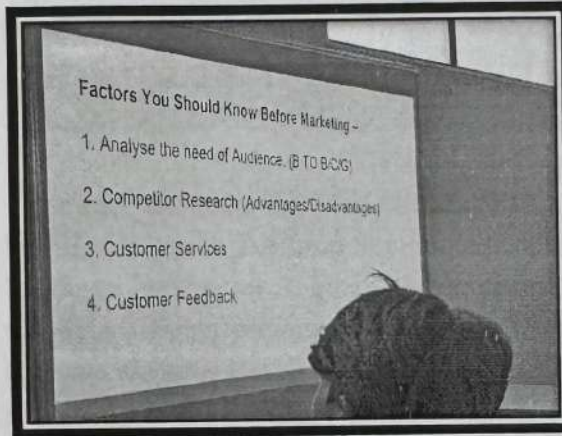 Factors You Should Know Before Marketing –
1. Analyse the need of Audience. (B TO B/C/G)
2. Competitor Research (Advantages/Disadvantages)
3. Customer Services
4. Customer Feedback